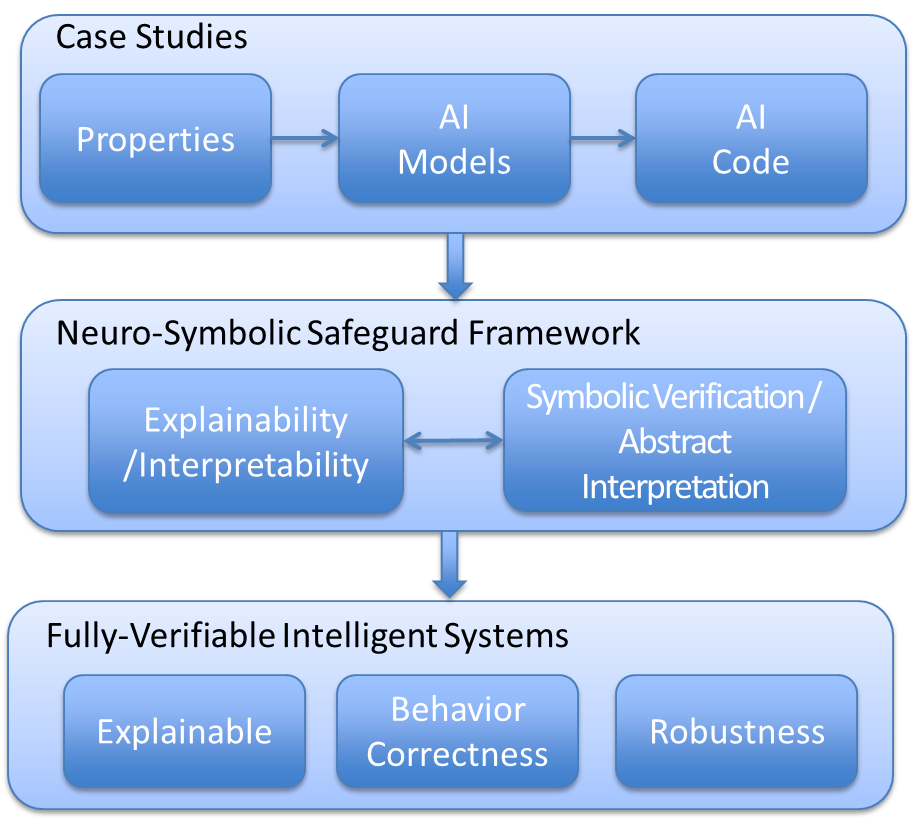 Case Studies
Properties
AI
Models
AI
Code
Neuro-Symbolic Safeguard Framework
Explainability
/Interpretability
Symbolic Verification /
Abstract
Interpretation
Fully-Verifiable Intelligent Systems
Explainable
Behavior
Correctness
Robustness